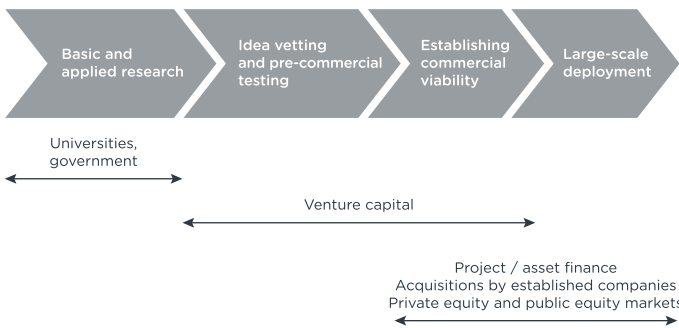 Basic and
applied research
Idea vetting
and pre-commercial
testing
Establishing
commercial
viability
Large-scale
deployment
Universities,
government
Venture capital
Project / asset finance
Acquisitions by established companies
Private equity and public equity markets